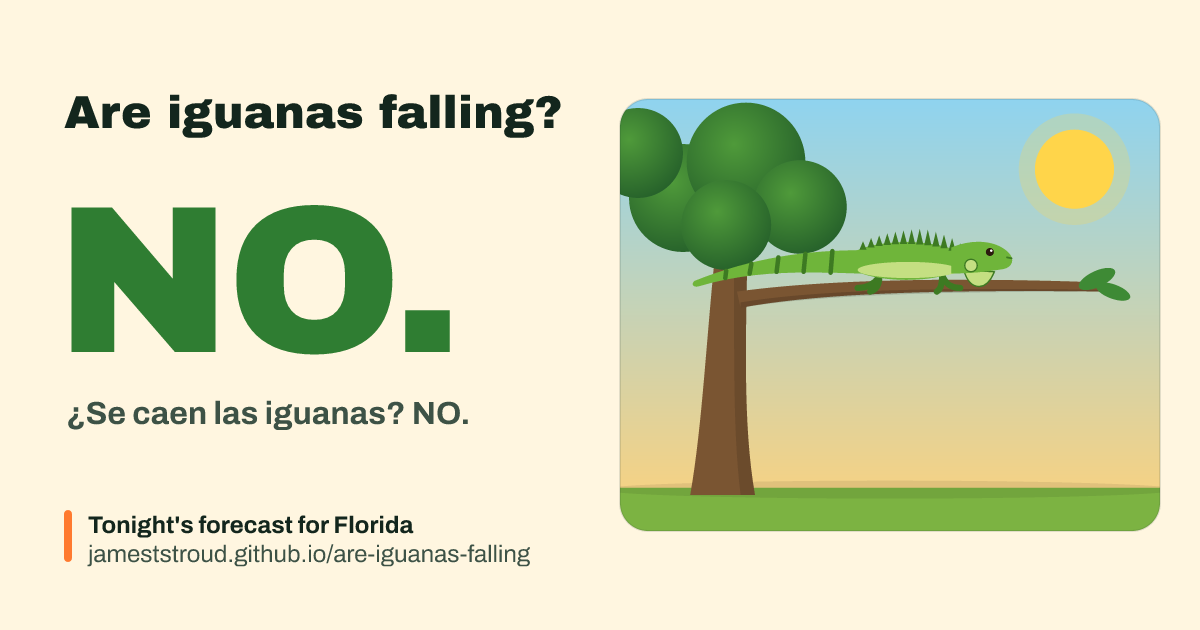 Are iguanas falling?
NO.
¿Se caen las iguanas? NO.
Tonight's forecast for Florida
jameststroud.github.io/are-iguanas-falling